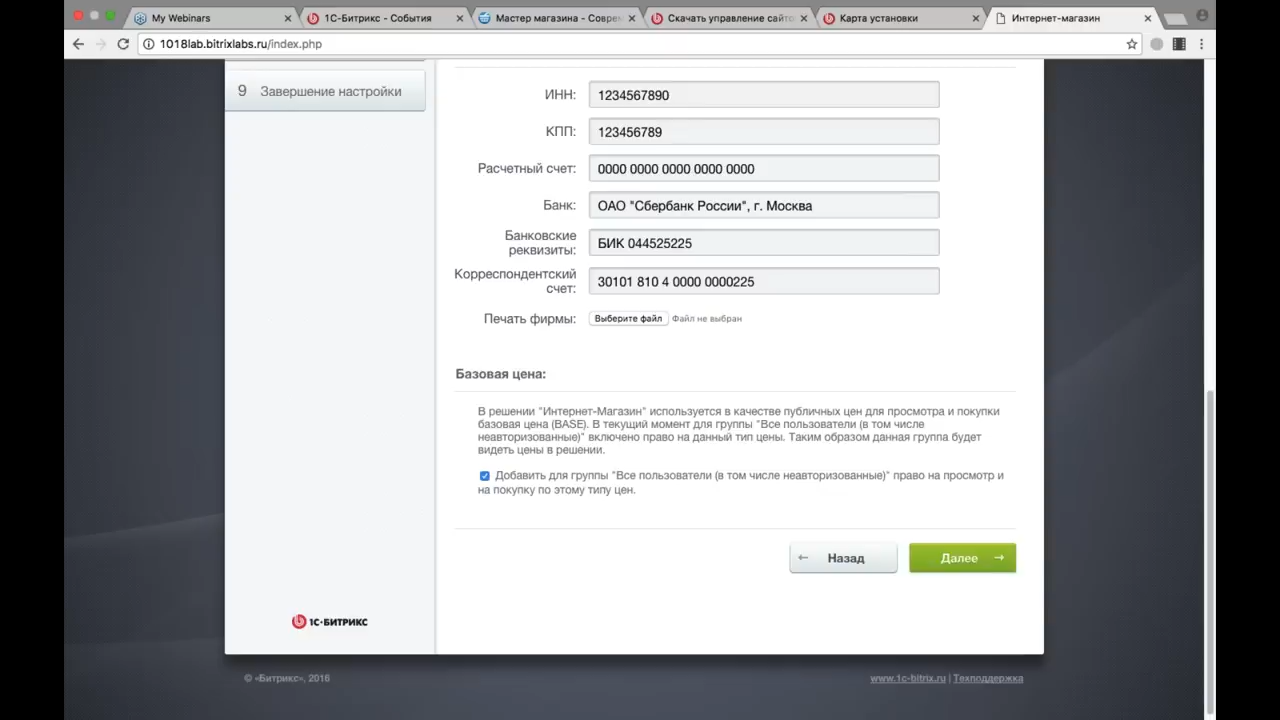 My Webinars
1С-Битрикс - События
Мастер магазина - Соврем
Скачать управление сайто
Карта установки
Интернет-магазин
1018lab.bitrixlabs.ru/index.php
9 Завершение настройки
ИНН: 1234567890
КПП: 123456789
Расчетный счет: 0000 0000 0000 0000 0000
Банк: ОАО "Сбербанк России", г. Москва
Банковские
реквизиты: БИК 044525225
Корреспондентский
счет: 30101 810 4 0000 0000225
Печать фирмы: Выберите файл Файл не выбран
Базовая цена:
В решении "Интернет-Магазин" используется в качестве публичных цен для просмотра и покупки
базовая цена (BASE). В текущий момент для группы "Все пользователи (в том числе
неавторизованные)" включено право на данный тип цены. Таким образом данная группа будет
видеть цены в решении.
Добавить для группы "Все пользователи (в том числе неавторизованные)" право на просмотр и
на покупку по этому типу цен.
← Назад
Далее →
1С-БИТРИКС
© «Битрикс», 2016
www.1c-bitrix.ru | Техподдержка